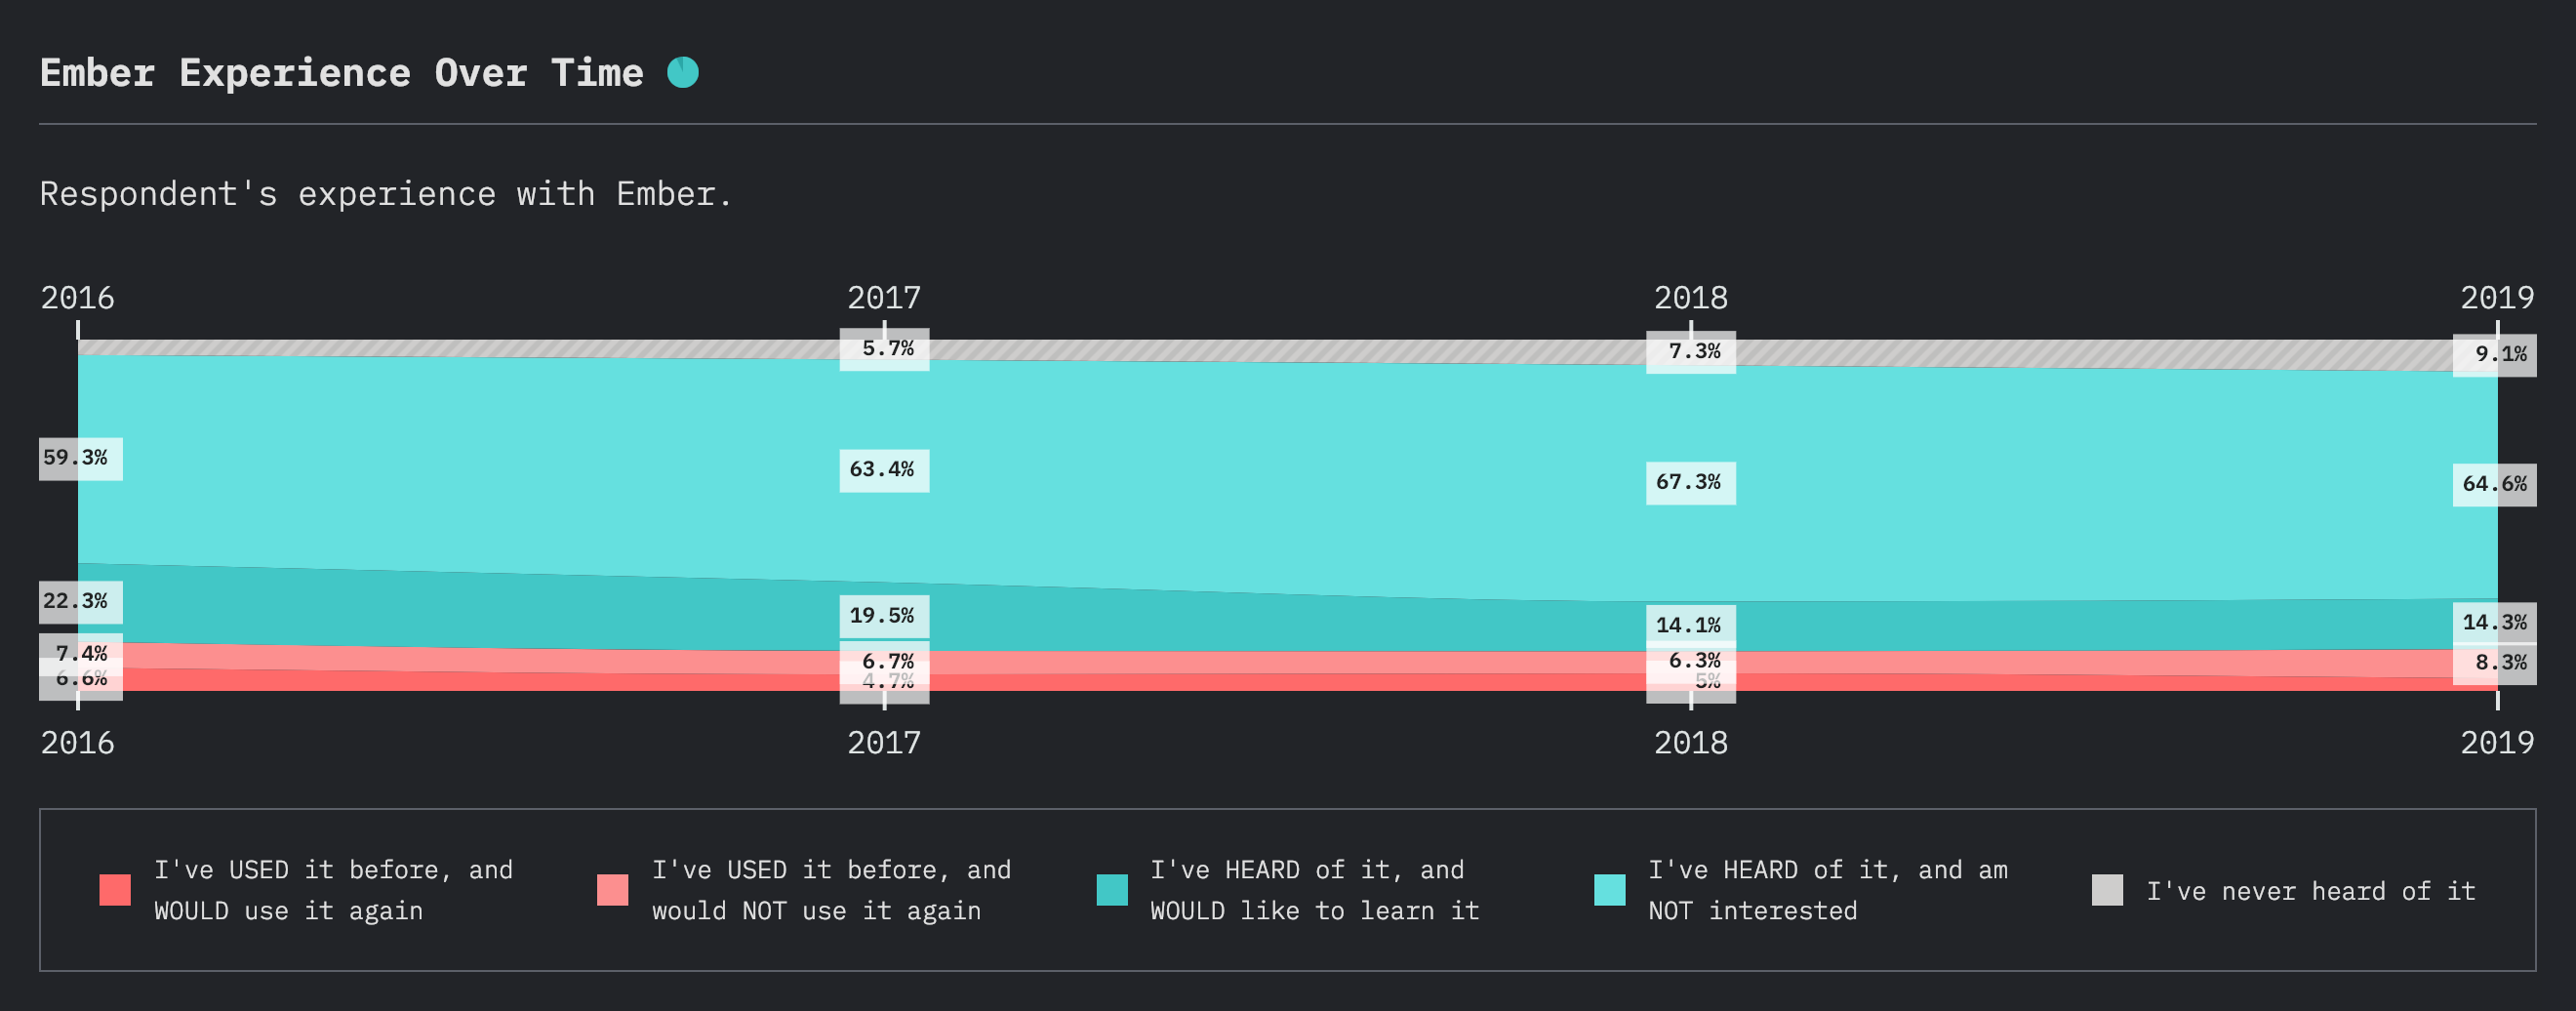 Ember Experience Over Time
Respondent's experience with Ember.
2016 2017 2018 2019
5.7% 7.3% 9.1%
59.3% 63.4% 67.3% 64.6%
22.3% 19.5% 14.1% 14.3%
7.4% 6.7% 6.3% 8.3%
6.6% 4.7% 5%
2016 2017 2018 2019
I've USED it before, and
WOULD use it again
I've USED it before, and
would NOT use it again
I've HEARD of it, and
WOULD like to learn it
I've HEARD of it, and am
NOT interested
I've never heard of it